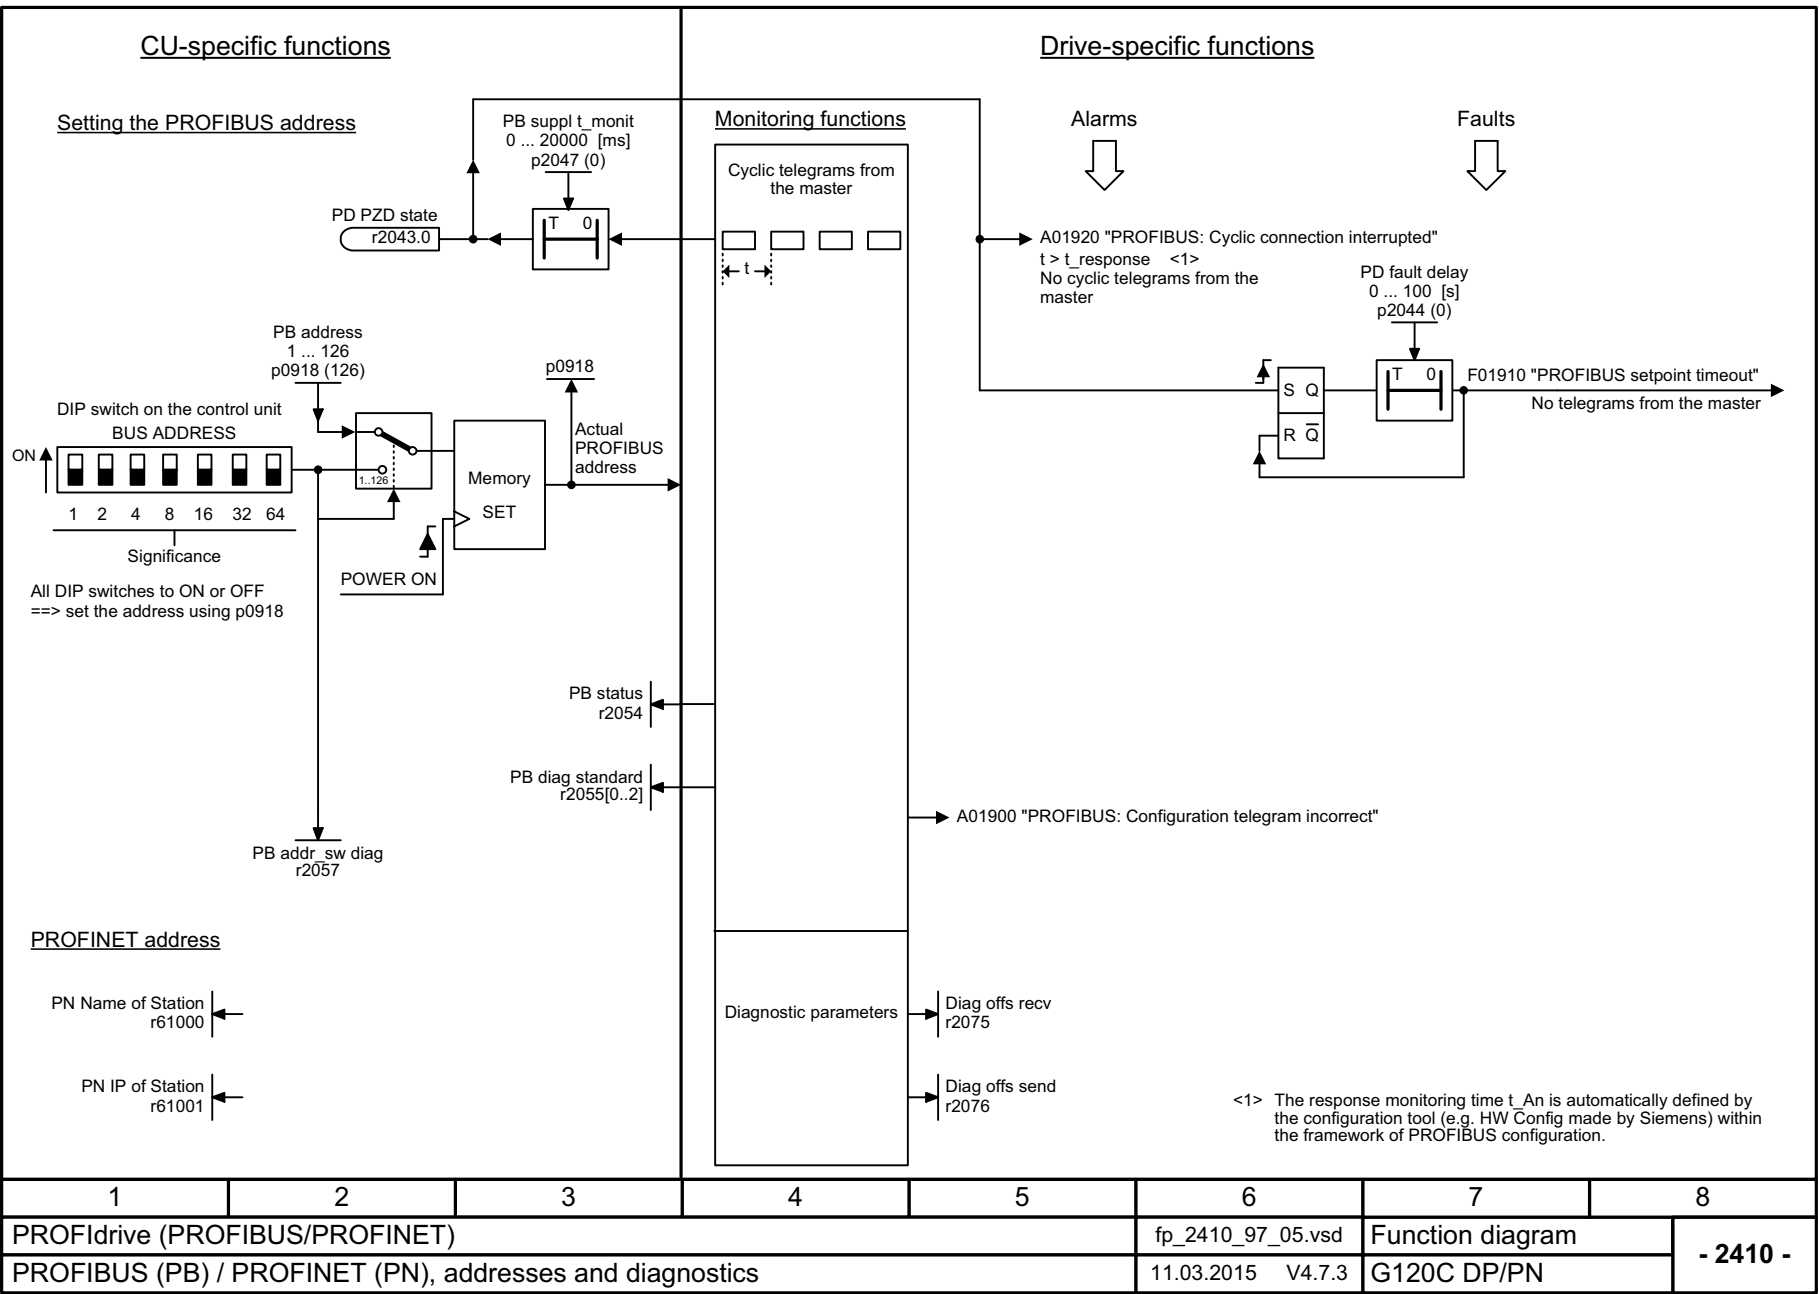 CU-specific functions
Drive-specific functions
Setting the PROFIBUS address
PB suppl t_monit
0 ... 20000 [ms]
p2047 (0)
PD PZD state
r2043.0
T 0
Monitoring functions
Cyclic telegrams from
the master
t
Alarms
Faults
A01920 "PROFIBUS: Cyclic connection interrupted"
t > t_response <1>
No cyclic telegrams from the
master
PD fault delay
0 ... 100 [s]
p2044 (0)
S Q
R Q̅
T 0
F01910 "PROFIBUS setpoint timeout"
No telegrams from the master
PB address
1 ... 126
p0918 (126)
DIP switch on the control unit
BUS ADDRESS
ON
1 2 4 8 16 32 64
Significance
1..126
Memory
SET
POWER ON
p0918
Actual
PROFIBUS
address
All DIP switches to ON or OFF
==> set the address using p0918
PB status
r2054
PB diag standard
r2055[0..2]
A01900 "PROFIBUS: Configuration telegram incorrect"
PB addr_sw diag
r2057
PROFINET address
PN Name of Station
r61000
PN IP of Station
r61001
Diagnostic parameters
Diag offs recv
r2075
Diag offs send
r2076
<1> The response monitoring time t_An is automatically defined by
the configuration tool (e.g. HW Config made by Siemens) within
the framework of PROFIBUS configuration.
1 2 3 4 5 6 7 8
PROFIdrive (PROFIBUS/PROFINET)
fp_2410_97_05.vsd
Function diagram
- 2410 -
PROFIBUS (PB) / PROFINET (PN), addresses and diagnostics
11.03.2015 V4.7.3
G120C DP/PN